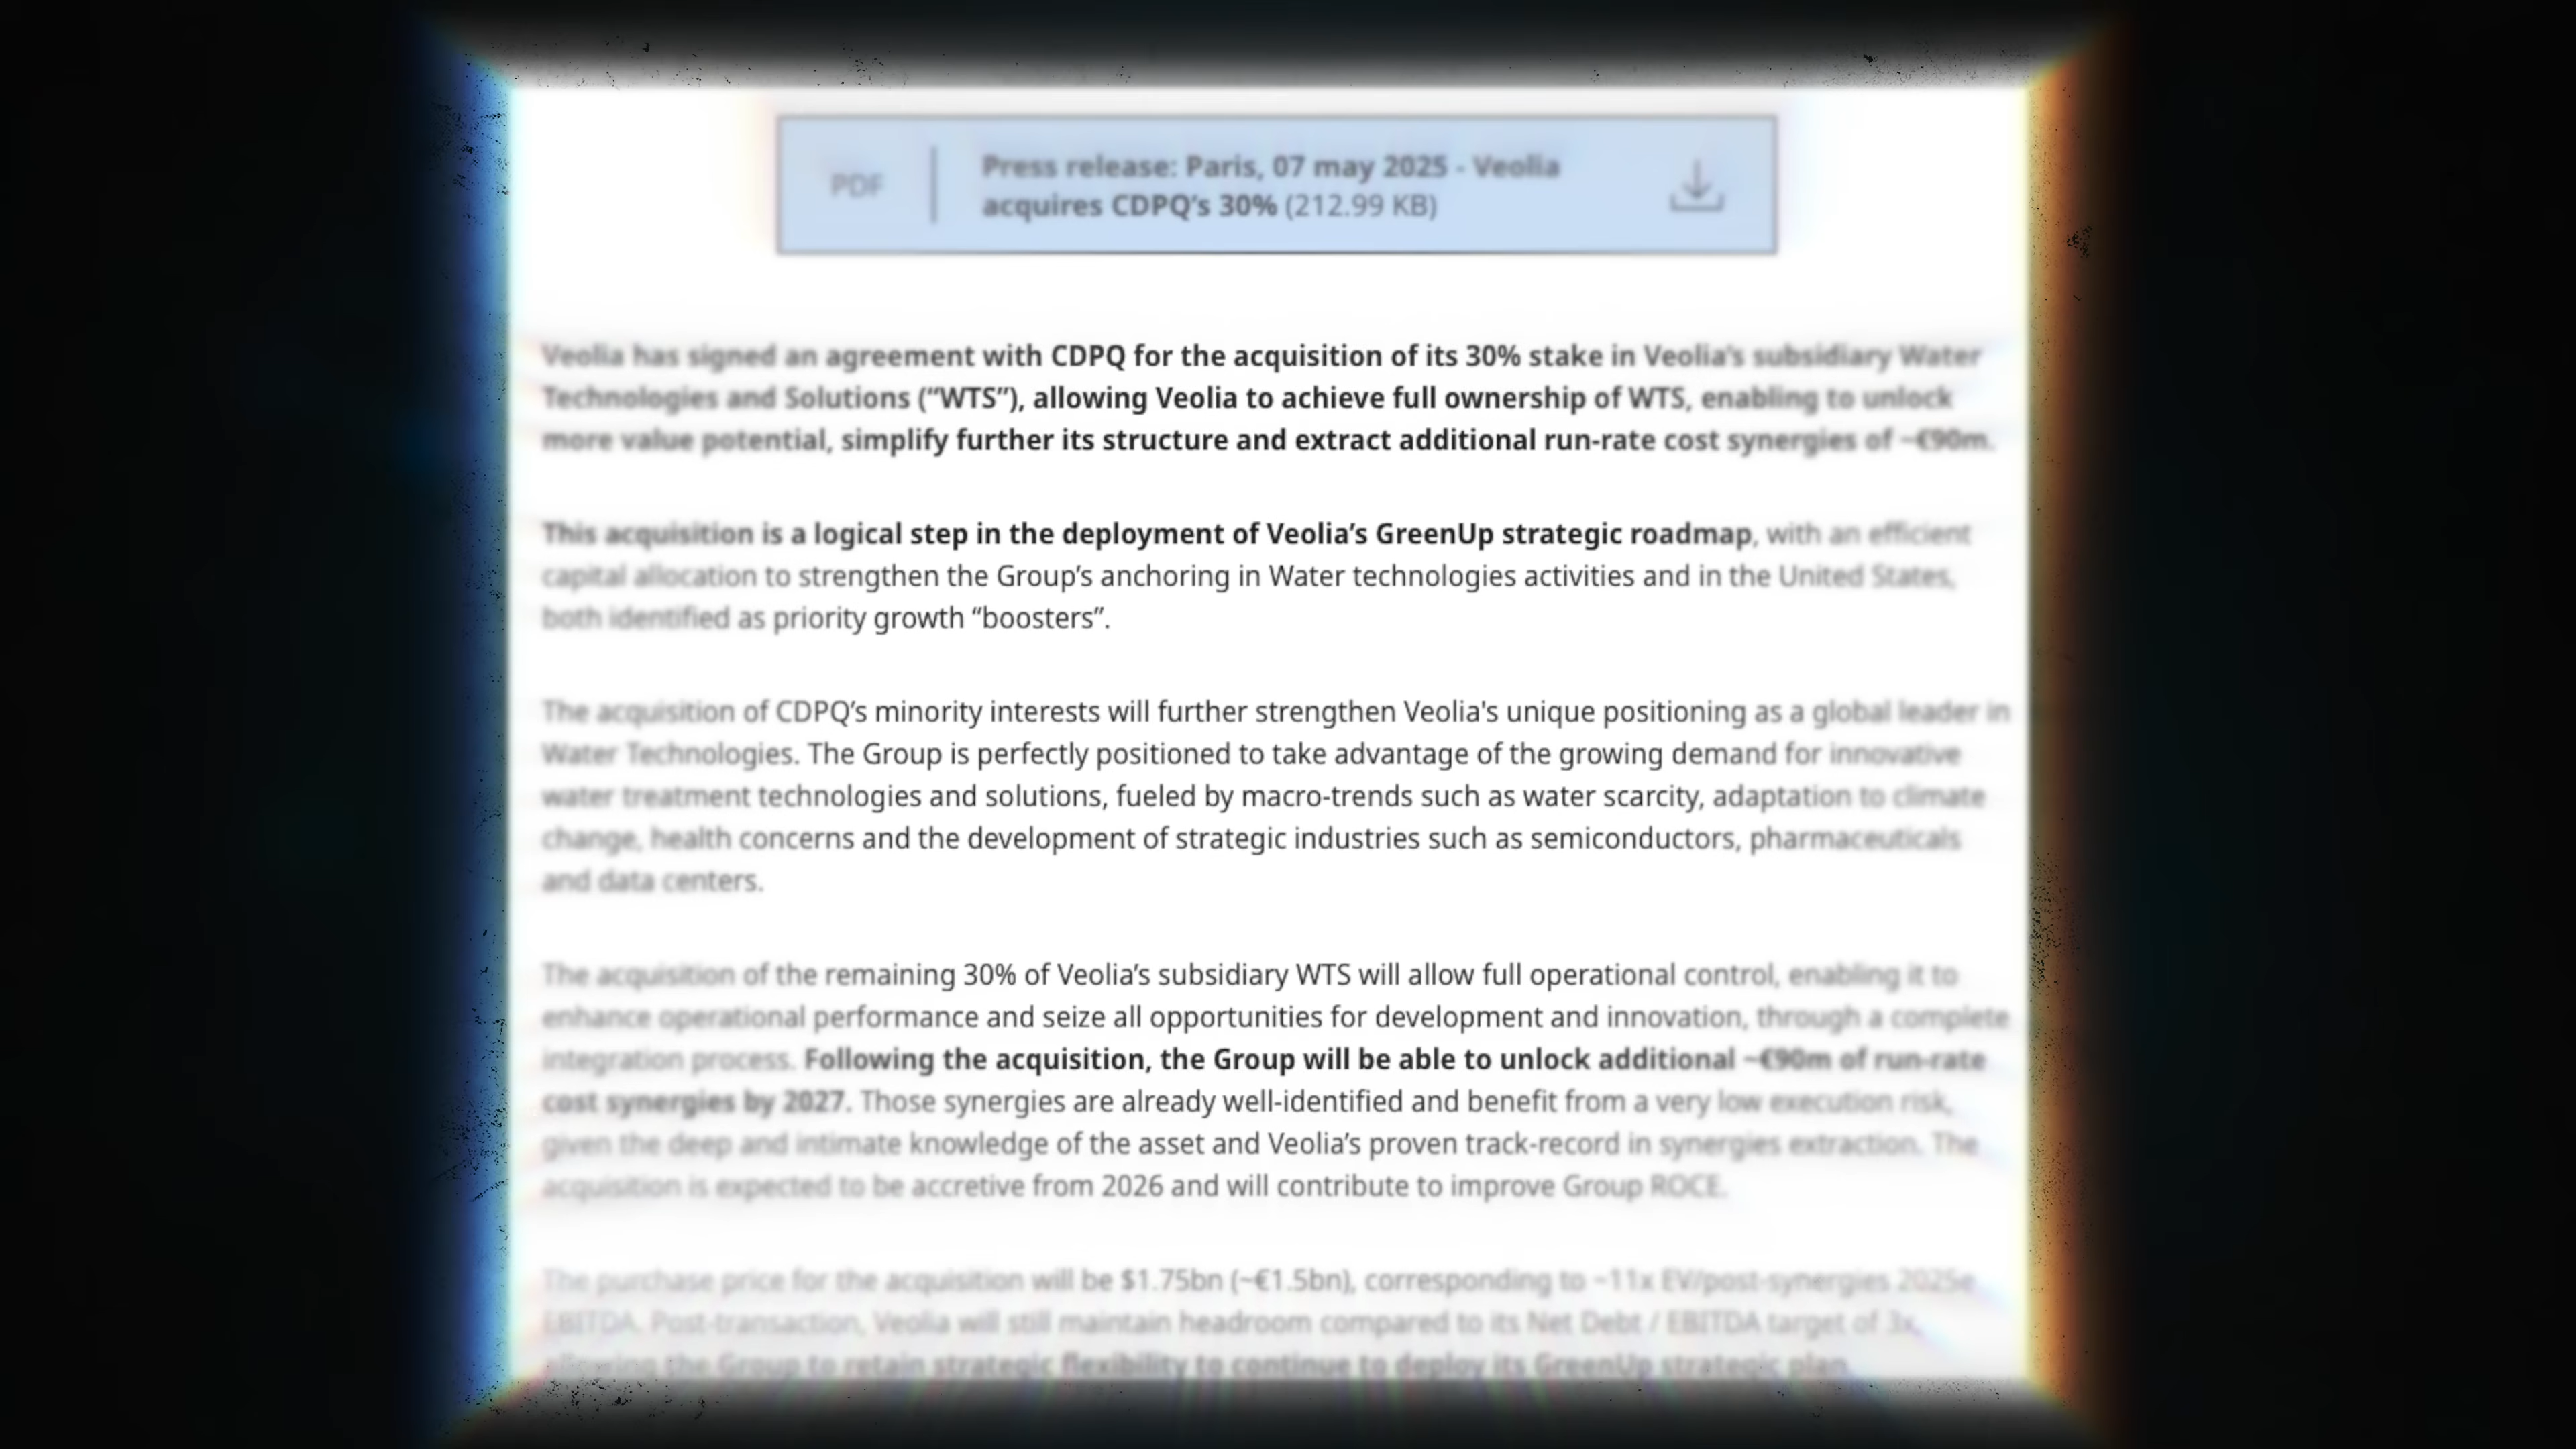 PDF
Press release: Paris, 07 may 2025 - Veolia
acquires CDPQ’s 30% (212.99 KB)
Veolia has signed an agreement with CDPQ for the acquisition of its 30% stake in Veolia’s subsidiary Water
Technologies and Solutions (“WTS”), allowing Veolia to achieve full ownership of WTS, enabling to unlock
more value potential, simplify further its structure and extract additional run-rate cost synergies of ~€90m.
This acquisition is a logical step in the deployment of Veolia’s GreenUp strategic roadmap, with an efficient
capital allocation to strengthen the Group’s anchoring in Water technologies activities and in the United States,
both identified as priority growth “boosters”.
The acquisition of CDPQ’s minority interests will further strengthen Veolia's unique positioning as a global leader in
Water Technologies. The Group is perfectly positioned to take advantage of the growing demand for innovative
water treatment technologies and solutions, fueled by macro-trends such as water scarcity, adaptation to climate
change, health concerns and the development of strategic industries such as semiconductors, pharmaceuticals
and data centers.
The acquisition of the remaining 30% of Veolia’s subsidiary WTS will allow full operational control, enabling it to
enhance operational performance and seize all opportunities for development and innovation, through a complete
integration process. Following the acquisition, the Group will be able to unlock additional ~€90m of run-rate
cost synergies by 2027. Those synergies are already well-identified and benefit from a very low execution risk,
given the deep and intimate knowledge of the asset and Veolia’s proven track-record in synergies extraction. The
acquisition is expected to be accretive from 2026 and will contribute to improve Group ROCE.
The purchase price for the acquisition will be $1.75bn (~€1.5bn), corresponding to ~11x EV/post-synergies 2025e
EBITDA. Post-transaction, Veolia will still maintain headroom compared to its Net Debt / EBITDA target of 3x,
allowing the Group to retain strategic flexibility to continue to deploy its GreenUp strategic plan.